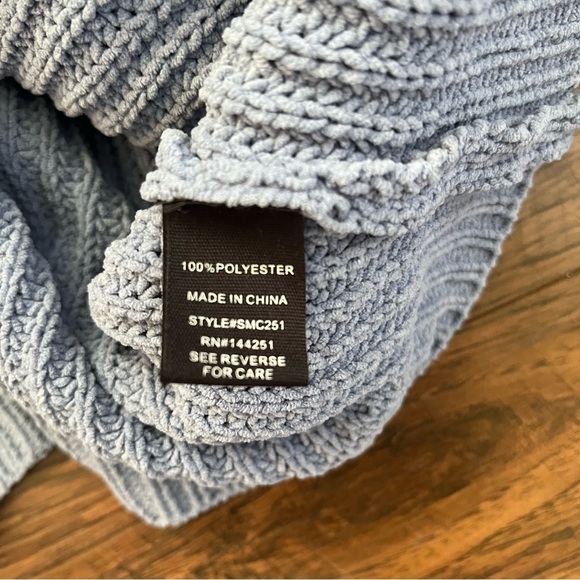 100%POLYESTER
MADE IN CHINA
STYLE#SMC251
RN#144251
SEE REVERSE
FOR CARE